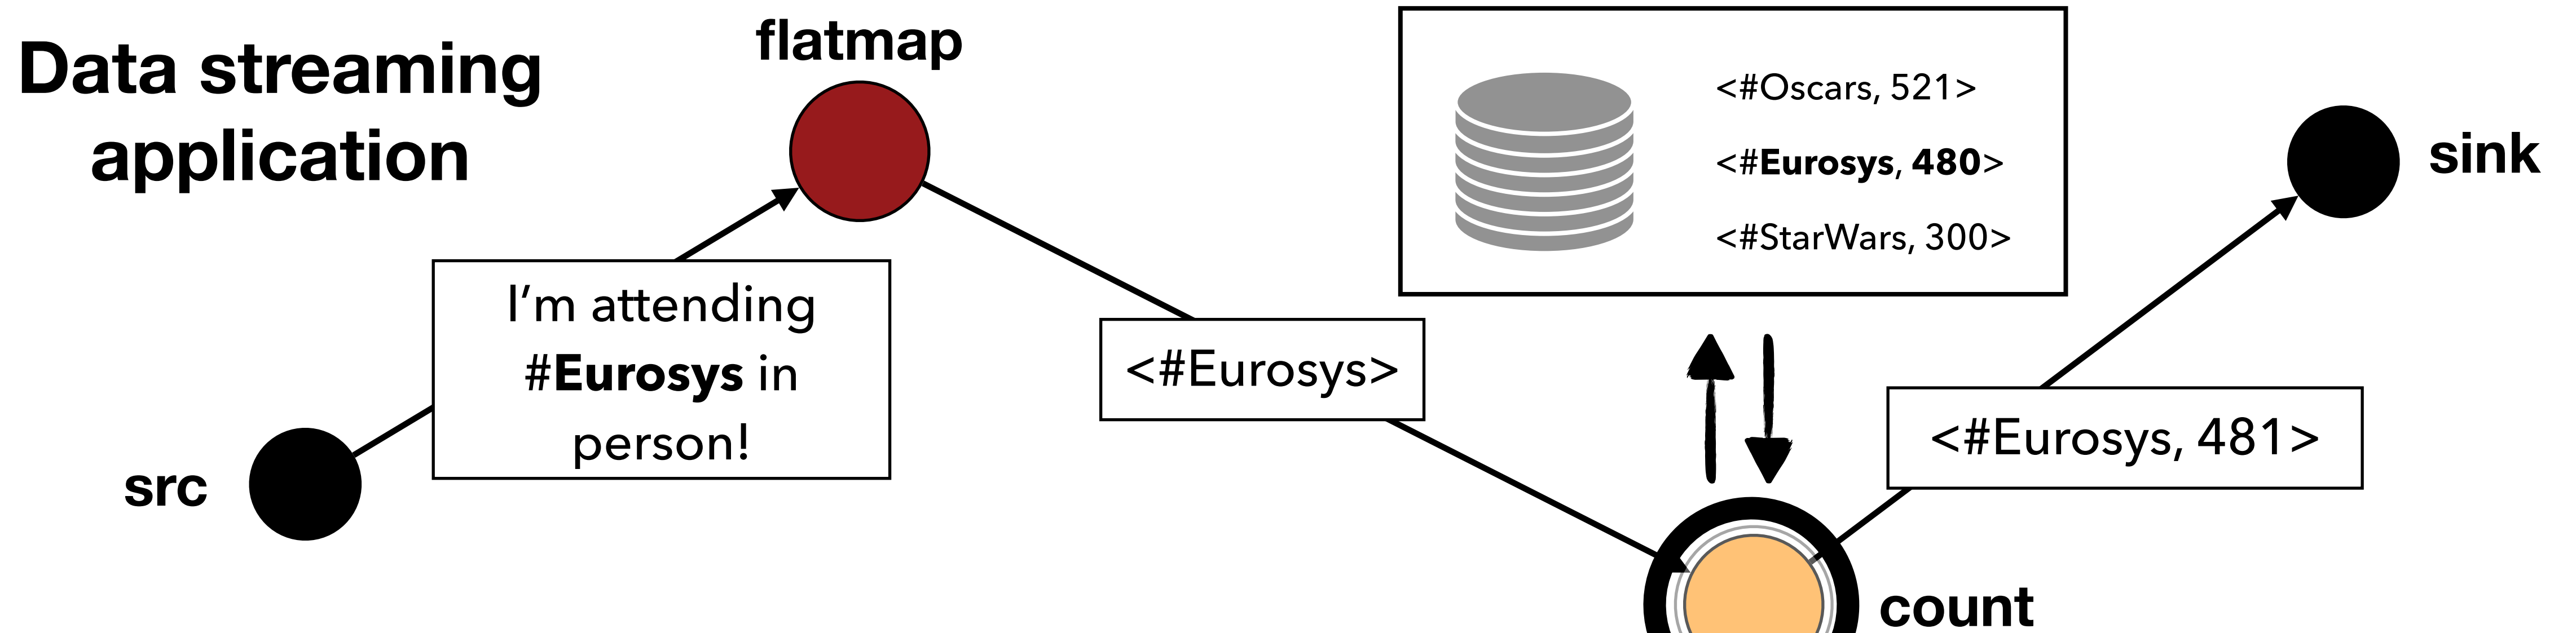 Data streaming
application
flatmap
src
I’m attending
#Eurosys in
person!
<#Eurosys>
<#Oscars, 521>
<#Eurosys, 480>
<#StarWars, 300>
<#Eurosys, 481>
count
sink